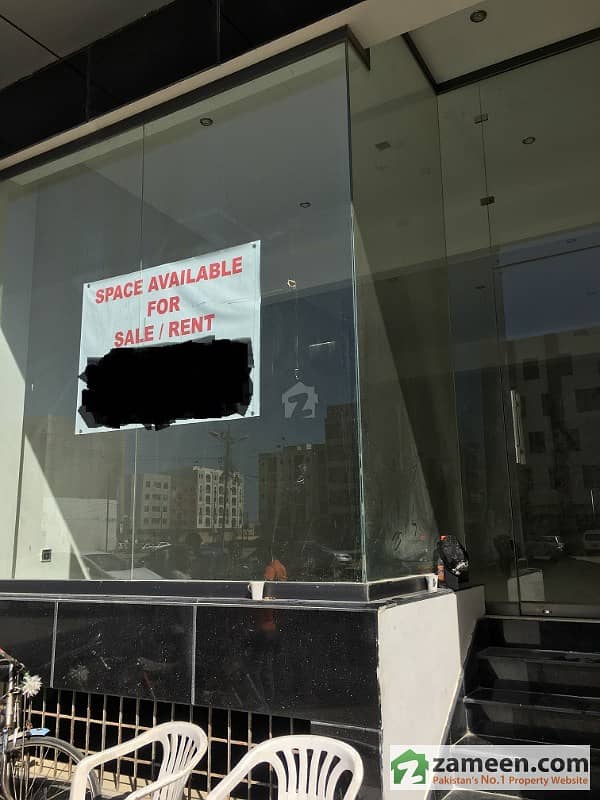 SPACE AVAILABLE
FOR
SALE / RENT
zameen.com
Pakistan's No.1 Property Website